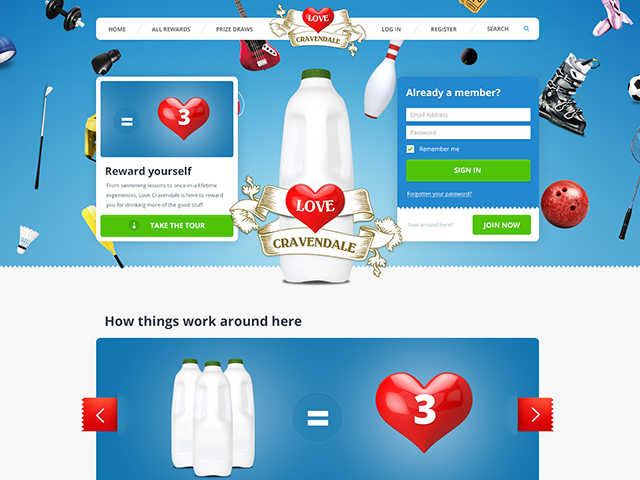 HOME
ALL REWARDS
PRIZE DRAWS
LOVE
CRAVENDALE
LOG IN
REGISTER
SEARCH
= 3
Reward yourself
From swimming lessons to once-in-a-lifetime
experiences, Love Cravendale is here to reward
you for drinking more of the good stuff.
TAKE THE TOUR
LOVE
CRAVENDALE
Already a member?
Email Address
Password
Remember me
SIGN IN
Forgotten your password?
New around here?
JOIN NOW
How things work around here
= 3